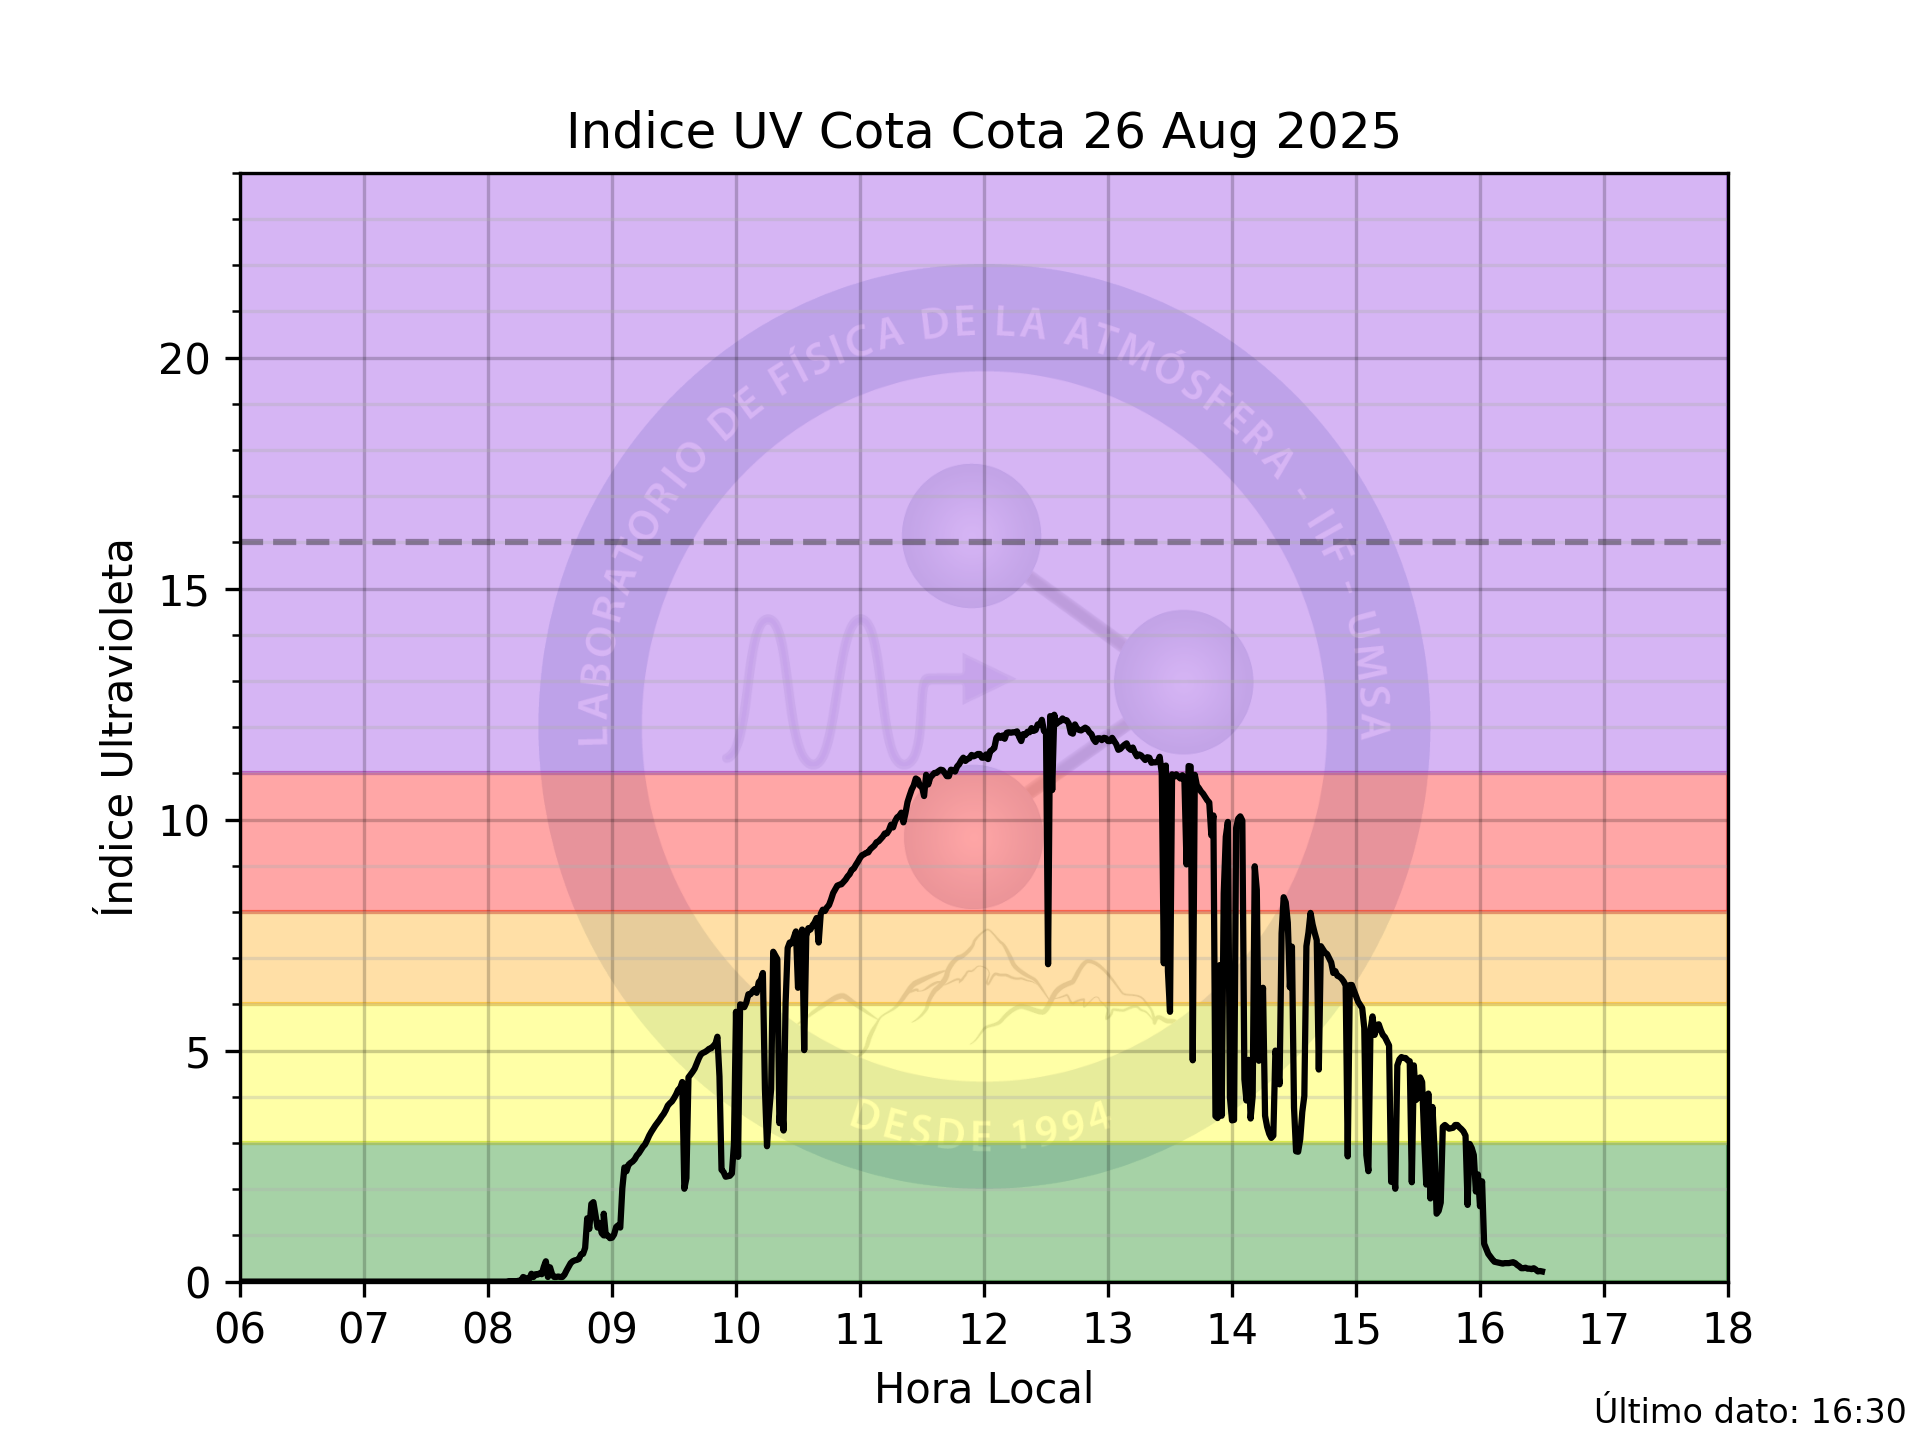 Indice UV Cota Cota 26 Aug 2025
LABORATORIO DE FÍSICA DE LA ATMÓSFERA - IIF - UMSA
DESDE 1994
Índice Ultravioleta
20
15
10
5
0
06 07 08 09 10 11 12 13 14 15 16 17 18
Hora Local
Último dato: 16:30